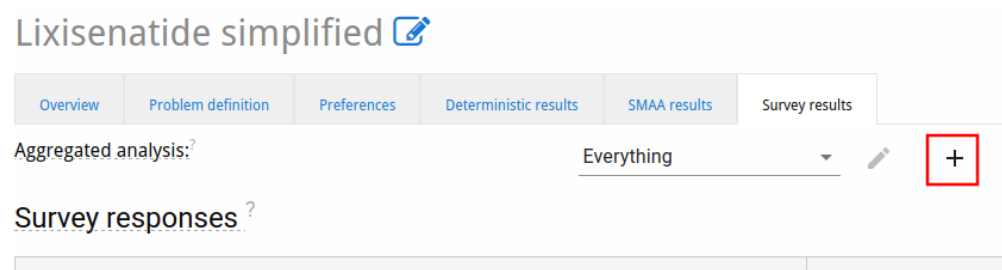 Lixisenatide simplified
Overview Problem definition Preferences Deterministic results SMAA results Survey results
Aggregated analysis:? Everything +
Survey responses ?